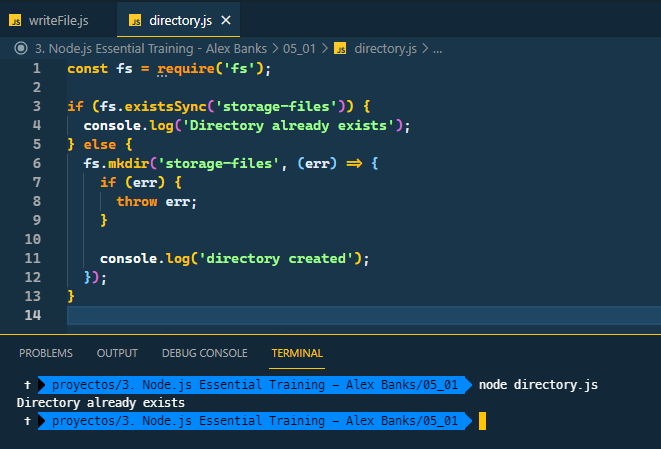 JS writeFile.js JS directory.js ×
3. Node.js Essential Training - Alex Banks > 05_01 > JS directory.js > ...
1 const fs = require('fs');
2
3 if (fs.existsSync('storage-files')) {
4 console.log('Directory already exists');
5 } else {
6 fs.mkdir('storage-files', (err) => {
7 if (err) {
8 throw err;
9 }
10
11 console.log('directory created');
12 });
13 }
14
PROBLEMS OUTPUT DEBUG CONSOLE TERMINAL
proyectos/3. Node.js Essential Training - Alex Banks/05_01 node directory.js
Directory already exists
proyectos/3. Node.js Essential Training - Alex Banks/05_01